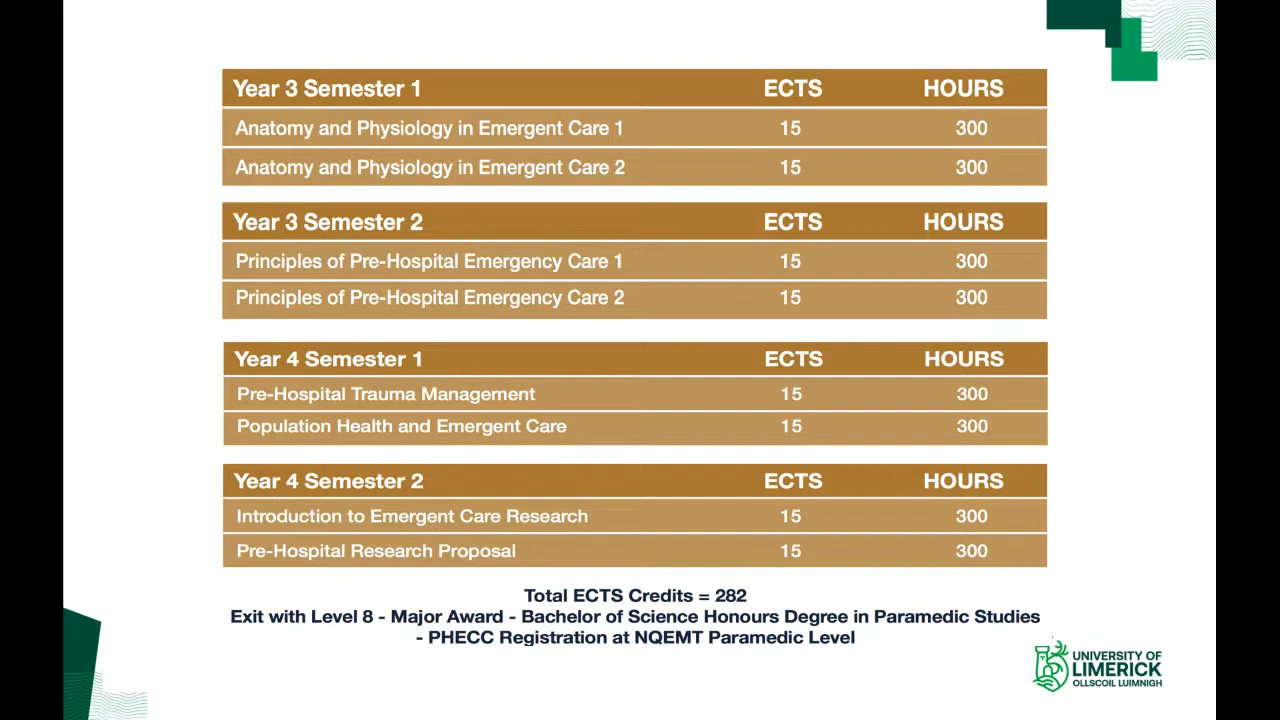 Year 3 Semester 1 ECTS HOURS
Anatomy and Physiology in Emergent Care 1 15 300
Anatomy and Physiology in Emergent Care 2 15 300
Year 3 Semester 2 ECTS HOURS
Principles of Pre-Hospital Emergency Care 1 15 300
Principles of Pre-Hospital Emergency Care 2 15 300
Year 4 Semester 1 ECTS HOURS
Pre-Hospital Trauma Management 15 300
Population Health and Emergent Care 15 300
Year 4 Semester 2 ECTS HOURS
Introduction to Emergent Care Research 15 300
Pre-Hospital Research Proposal 15 300
Total ECTS Credits = 282
Exit with Level 8 - Major Award - Bachelor of Science Honours Degree in Paramedic Studies
- PHECC Registration at NQEMT Paramedic Level
UNIVERSITY OF
LIMERICK
OLLSCOIL LUIMNIGH